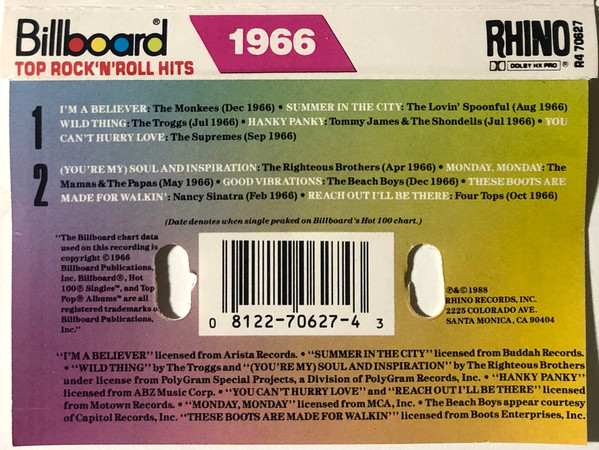 Billboard®
TOP ROCK'N'ROLL HITS
1966
RHINO
DOLBY HX PRO ®
R4 70627
1
I'M A BELIEVER: The Monkees (Dec 1966) • SUMMER IN THE CITY: The Lovin' Spoonful (Aug 1966)
WILD THING: The Troggs (Jul 1966) • HANKY PANKY: Tommy James & The Shondells (Jul 1966) • YOU
CAN'T HURRY LOVE: The Supremes (Sep 1966)
2
(YOU'RE MY) SOUL AND INSPIRATION: The Righteous Brothers (Apr 1966) • MONDAY, MONDAY: The
Mamas & The Papas (May 1966) • GOOD VIBRATIONS: The Beach Boys (Dec 1966) • THESE BOOTS ARE
MADE FOR WALKIN': Nancy Sinatra (Feb 1966) • REACH OUT I'LL BE THERE: Four Tops (Oct 1966)
(Date denotes when single peaked on Billboard's Hot 100 chart.)
"The Billboard chart data
used on this recording is
copyright ©1966
Billboard Publications,
Inc. Billboard®, Hot
100® Singles™, and Top
Pop® Albums™ are all
registered trademarks of
Billboard Publications,
Inc."
0 8122-70627-4 3
℗&©1988
RHINO RECORDS, INC.
2225 COLORADO AVE.
SANTA MONICA, CA 90404
"I'M A BELIEVER" licensed from Arista Records. • "SUMMER IN THE CITY" licensed from Buddah Records.
• "WILD THING" by The Troggs and "(YOU'RE MY) SOUL AND INSPIRATION" by The Righteous Brothers
under license from PolyGram Special Projects, a Division of PolyGram Records, Inc. • "HANKY PANKY"
licensed from ABZ Music Corp. • "YOU CAN'T HURRY LOVE" and "REACH OUT I'LL BE THERE" licensed
from Motown Records. • "MONDAY, MONDAY" licensed from MCA, Inc. • The Beach Boys appear courtesy
of Capitol Records, Inc. "THESE BOOTS ARE MADE FOR WALKIN'" licensed from Boots Enterprises, Inc.